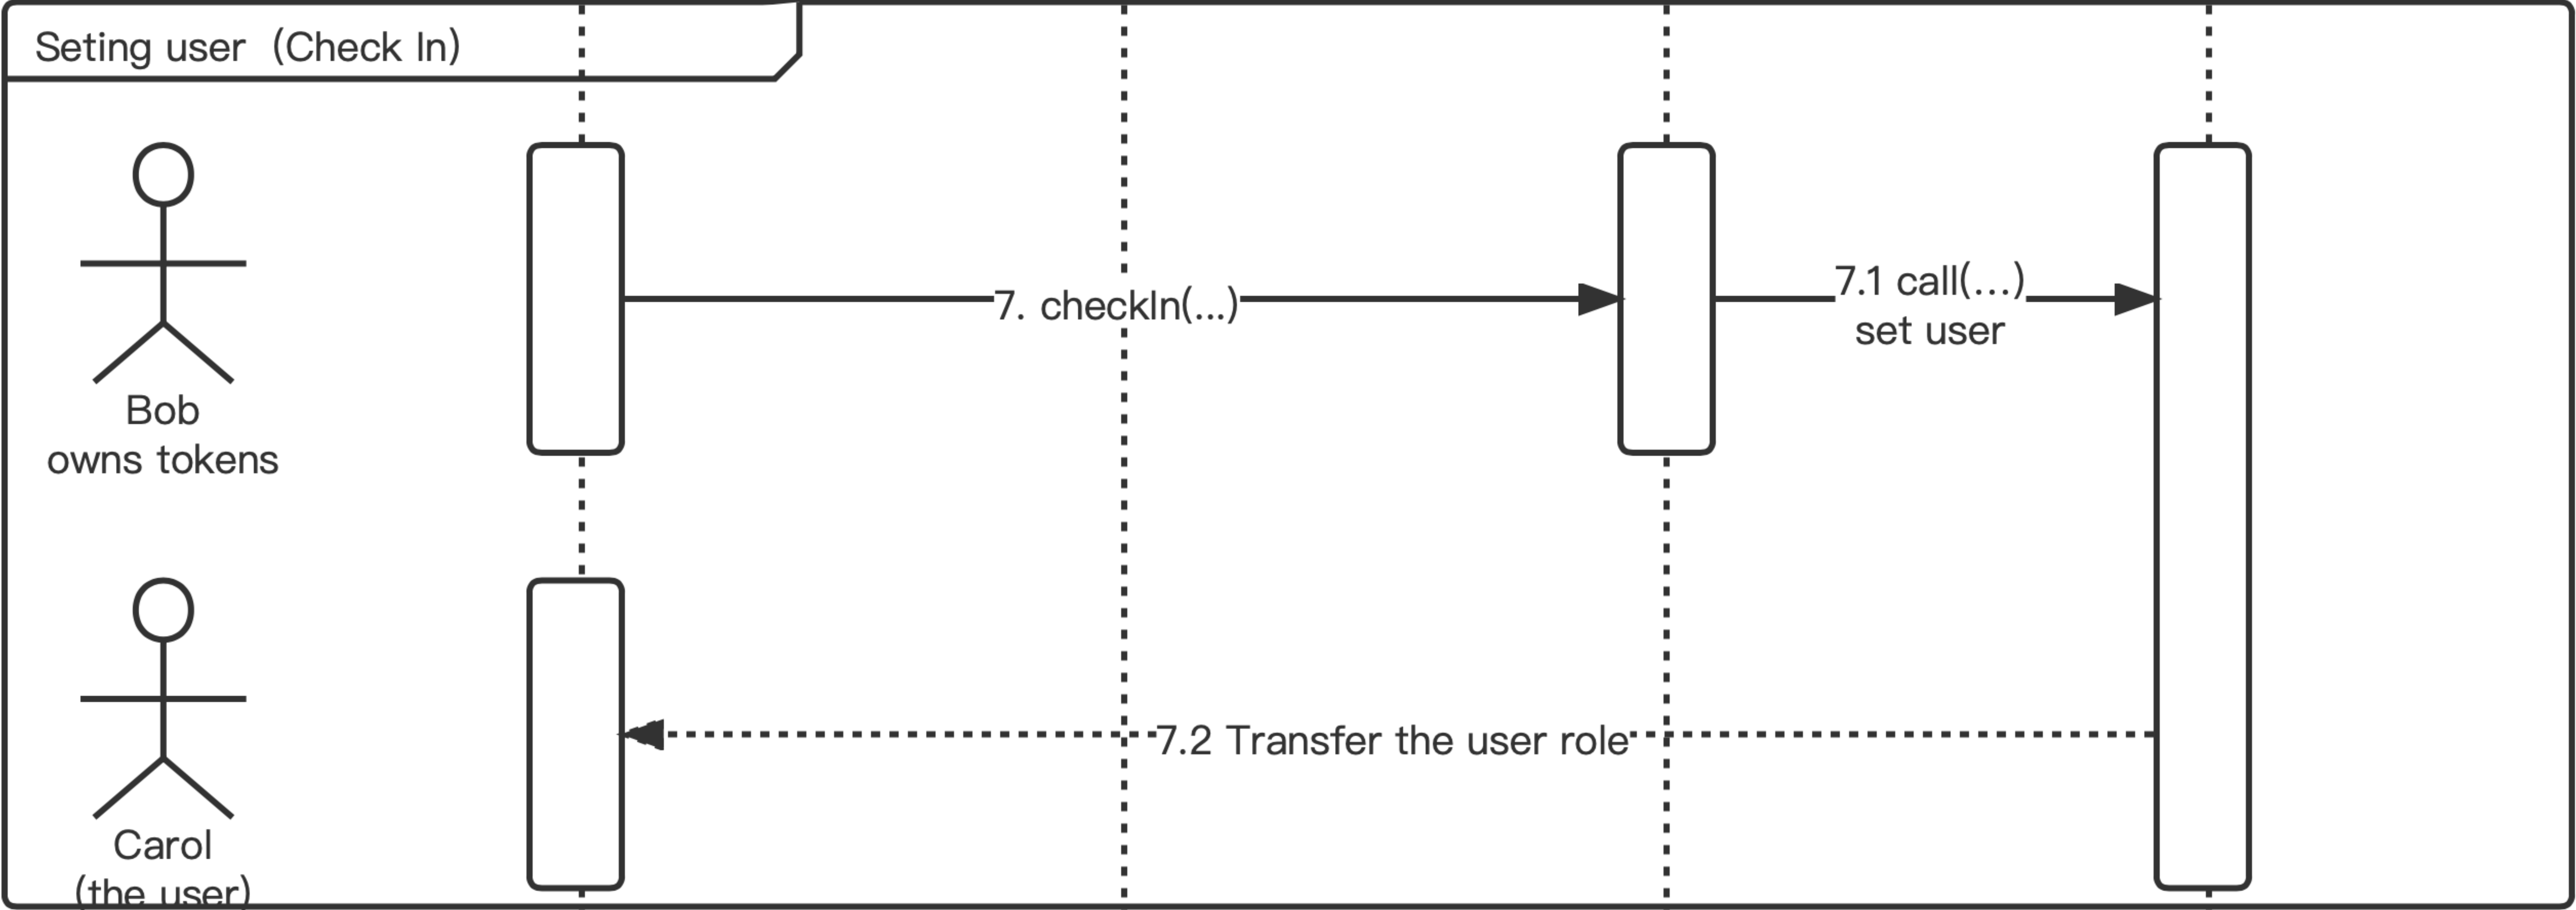 Seting user  (Check In)
7. checkIn(...)
7.1 call(...)
set user
Bob
owns tokens
7.2 Transfer the user role
Carol
(the user)